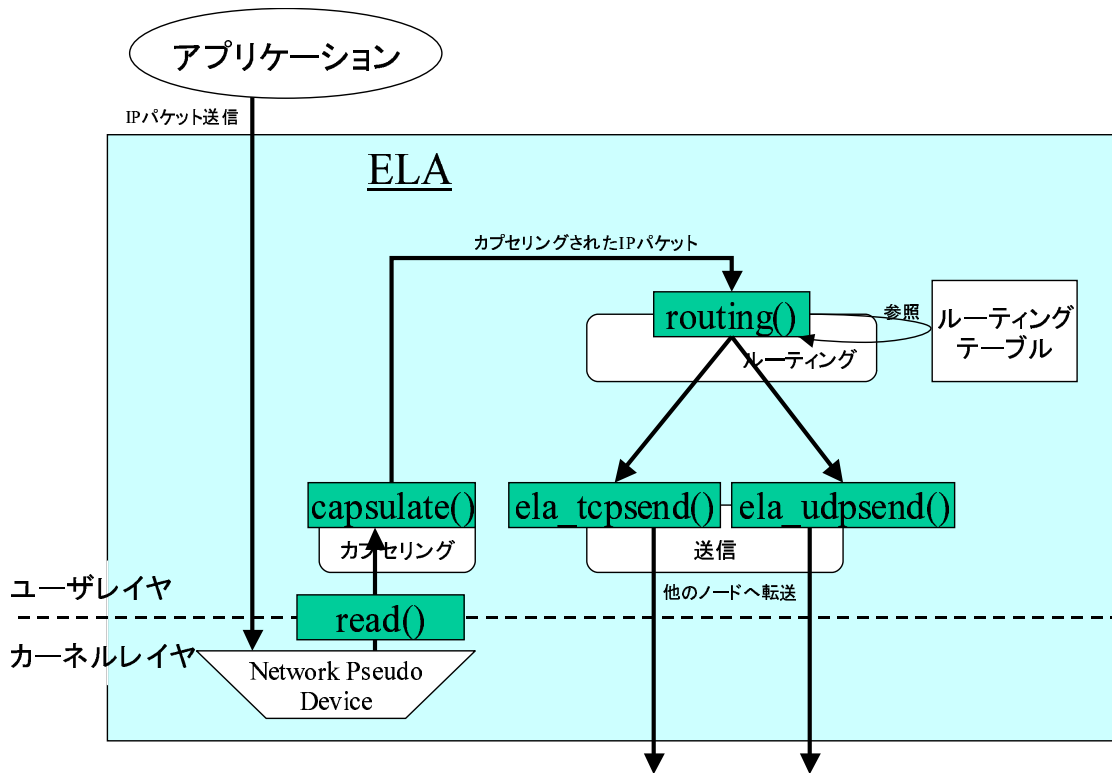 アプリケーション
IPパケット送信
ELA
カプセリングされたIPパケット
routing()
参照
ルーティング
テーブル
ルーティング
capsulate()
ela_tcpsend()
ela_udpsend()
カプセリング
送信
ユーザレイヤ
他のノードへ転送
read()
カーネルレイヤ
Network Pseudo
Device